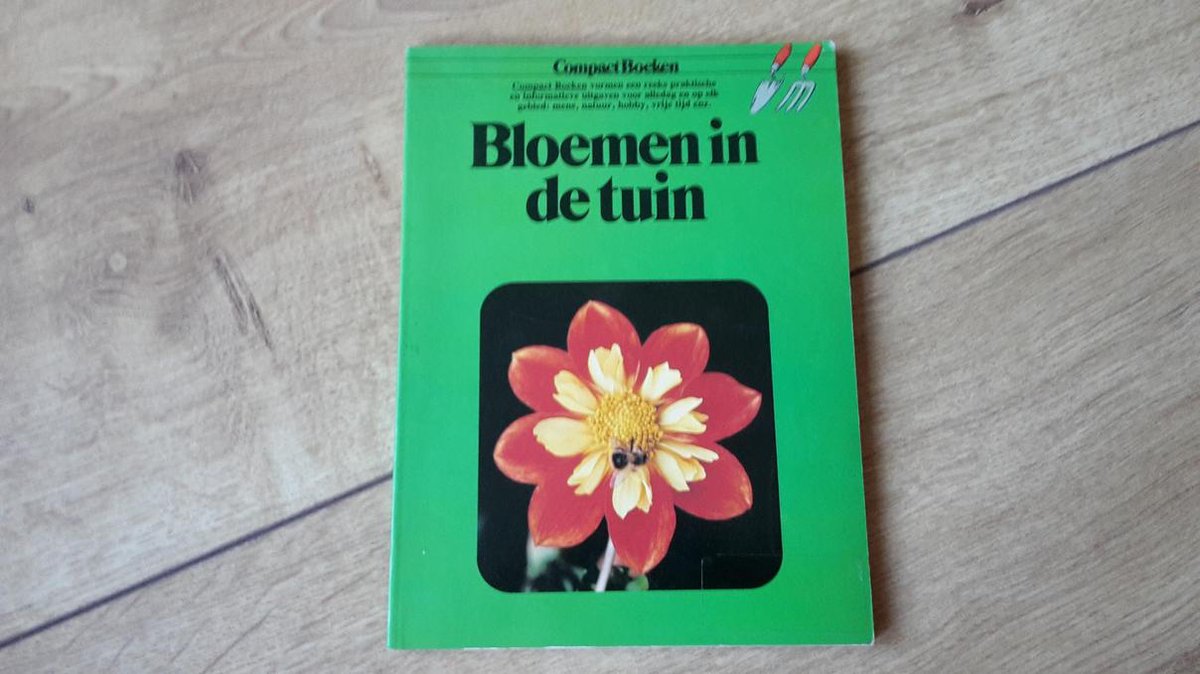 Compact Boeken
Compact Boeken vormen een reeks praktische
en informatieve uitgaven voor alledag en op elk
gebied: mens, natuur, hobby, vrije tijd enz.
Bloemen in
de tuin